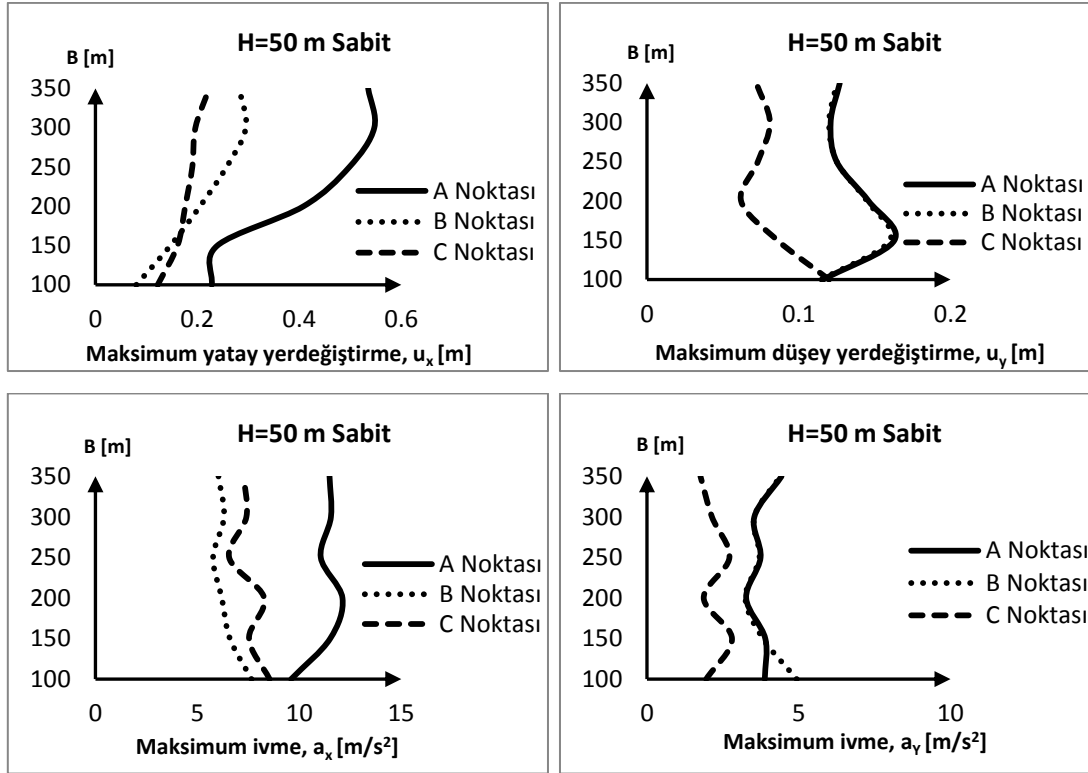 H=50 m Sabit
B [m]
350
300
250
200
150
100
0
0.2
0.4
0.6
A Noktası
B Noktası
C Noktası
Maksimum yatay yerdeğiştirme, uₓ [m]
H=50 m Sabit
B [m]
350
300
250
200
150
100
0
0.1
0.2
A Noktası
B Noktası
C Noktası
Maksimum düşey yerdeğiştirme, u_y [m]
H=50 m Sabit
B [m]
350
300
250
200
150
100
0
5
10
15
A Noktası
B Noktası
C Noktası
Maksimum ivme, aₓ [m/s²]
H=50 m Sabit
B [m]
350
300
250
200
150
100
0
5
10
A Noktası
B Noktası
C Noktası
Maksimum ivme, a_Y [m/s²]